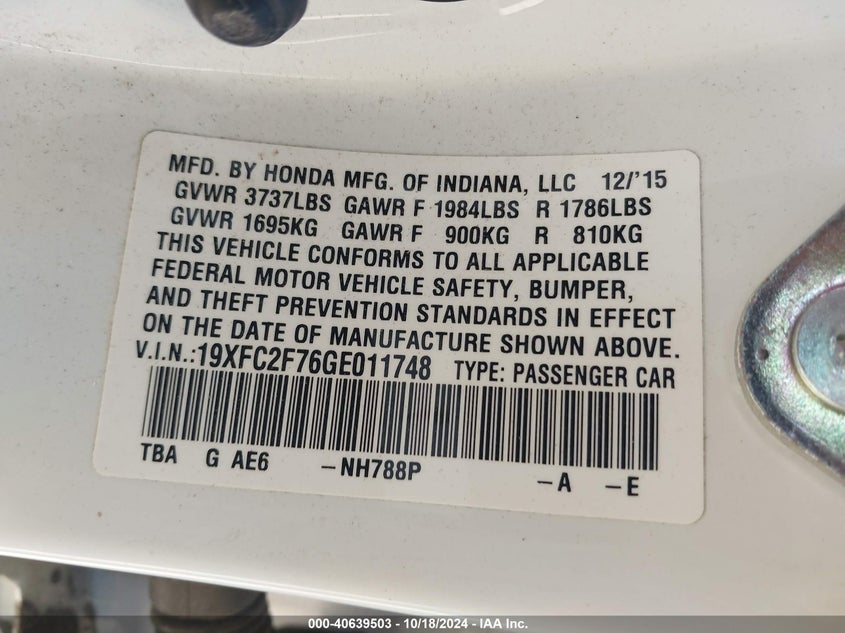 MFD. BY HONDA MFG. OF INDIANA, LLC 12/'15
GVWR 3737LBS GAWR F 1984LBS R 1786LBS
GVWR 1695KG GAWR F 900KG R 810KG
THIS VEHICLE CONFORMS TO ALL APPLICABLE
FEDERAL MOTOR VEHICLE SAFETY, BUMPER,
AND THEFT PREVENTION STANDARDS IN EFFECT
ON THE DATE OF MANUFACTURE SHOWN ABOVE.
V.I.N.:19XFC2F76GE011748 TYPE: PASSENGER CAR
TBA G AE6 -NH788P -A -E
000-40639503 - 10/18/2024 - IAA Inc.